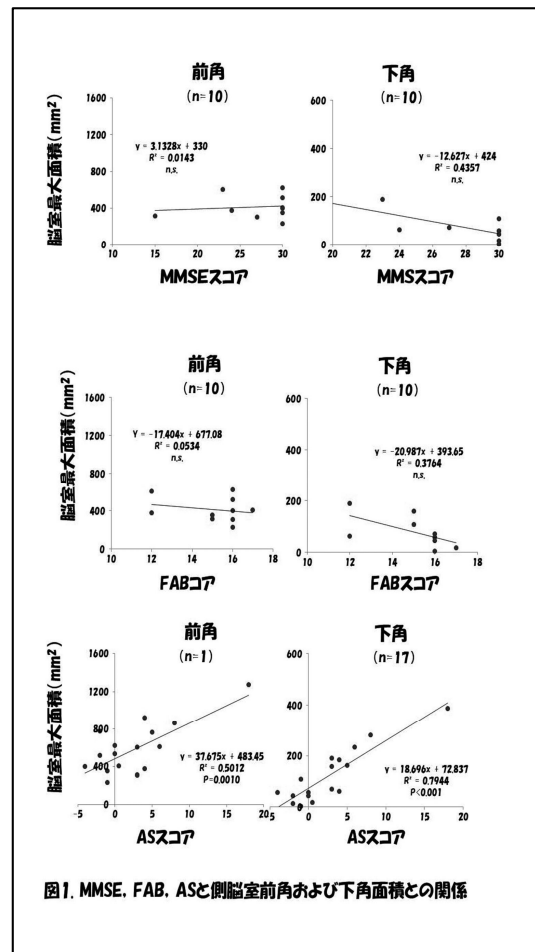 前角 下角
(n=10) (n=10)
脳室最大面積(mm²)
1600 600
1200
y = 3.1328x + 330 y = -12.627x + 424
R² = 0.0143 R² = 0.4357
n.s. n.s.
800 400
400 200
0 0
10 15 20 25 30 20 22 24 26 28 30
MMSEスコア MMSスコア
前角 下角
(n=10) (n=10)
脳室最大面積(mm²)
1600 600
1200
Y = -17.404x + 677.08 y = -20.987x + 393.65
R² = 0.0534 R² = 0.3764
n.s. n.s.
800 400
400 200
0 0
10 12 14 16 18 10 12 14 16 18
FABコア FABスコア
前角 下角
(n=1) (n=17)
脳室最大面積(mm²)
1600 600
1200 400
800 200
400
y = 37.675x + 483.45 y = 18.696x + 72.837
R² = 0.5012 R² = 0.7944
P=0.0010 P<0.001
0 0
-5 0 5 10 15 20 -5 0 5 10 15 20
ASスコア ASスコア
図1. MMSE, FAB, ASと側脳室前角および下角面積との関係